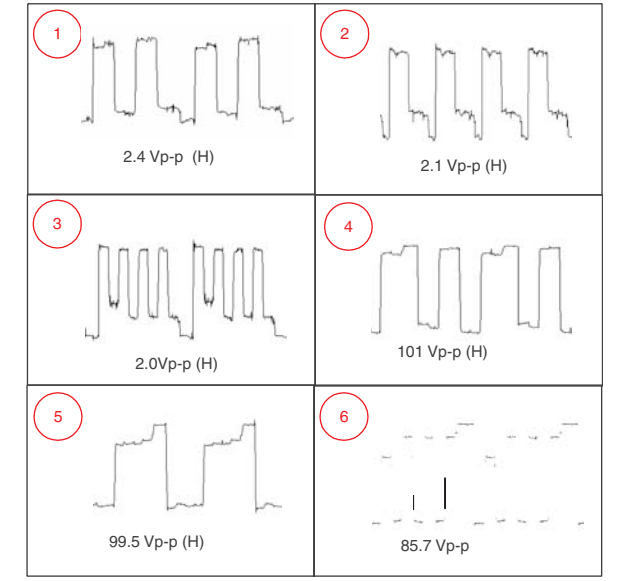 1
2.4 Vp-p (H)
2
2.1 Vp-p (H)
3
2.0Vp-p (H)
4
101 Vp-p (H)
5
99.5 Vp-p (H)
6
85.7 Vp-p